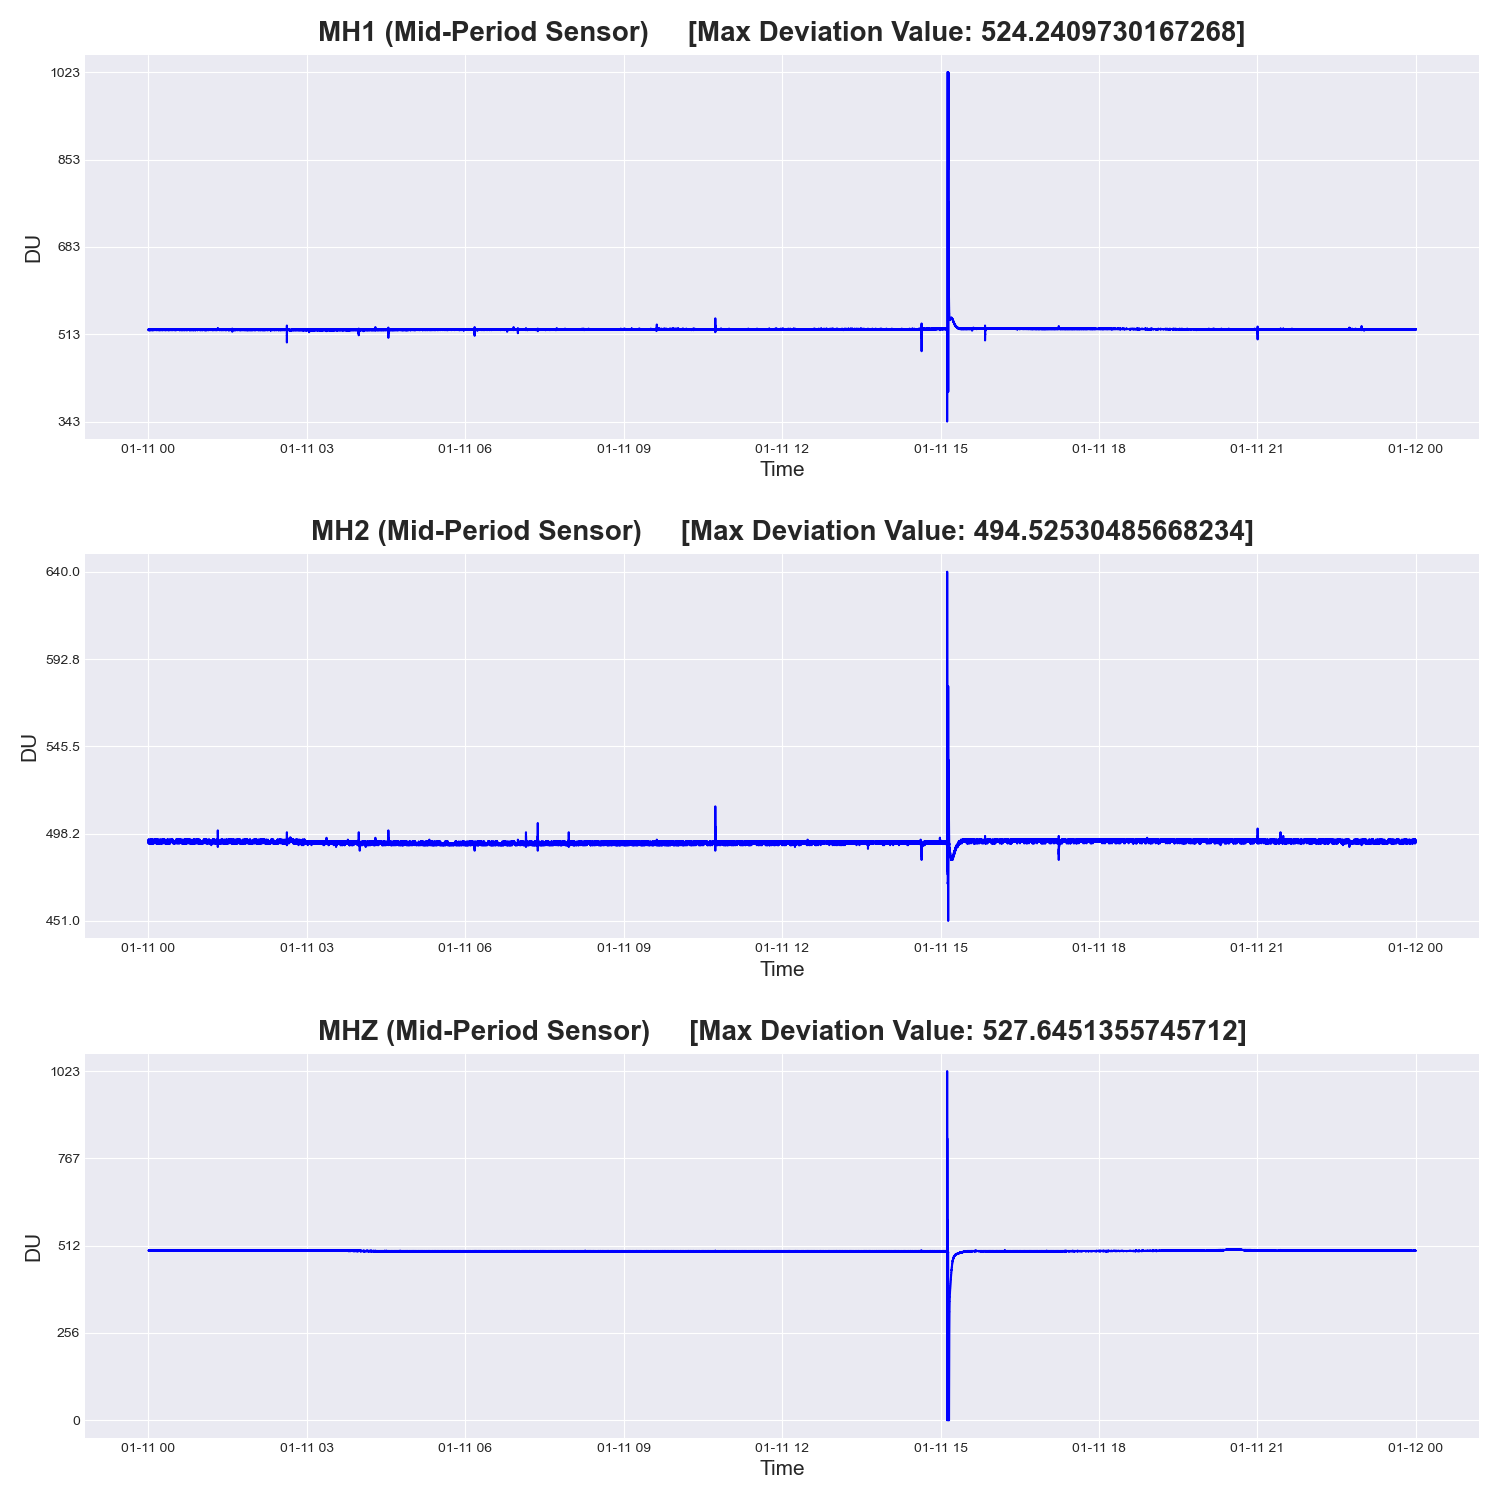 MH1 (Mid-Period Sensor) [Max Deviation Value: 524.2409730167268]
1023
853
683
513
343
DU
01-11 00 01-11 03 01-11 06 01-11 09 01-11 12 01-11 15 01-11 18 01-11 21 01-12 00
Time
MH2 (Mid-Period Sensor) [Max Deviation Value: 494.52530485668234]
640.0
592.8
545.5
498.2
451.0
DU
01-11 00 01-11 03 01-11 06 01-11 09 01-11 12 01-11 15 01-11 18 01-11 21 01-12 00
Time
MHZ (Mid-Period Sensor) [Max Deviation Value: 527.6451355745712]
1023
767
512
256
0
DU
01-11 00 01-11 03 01-11 06 01-11 09 01-11 12 01-11 15 01-11 18 01-11 21 01-12 00
Time